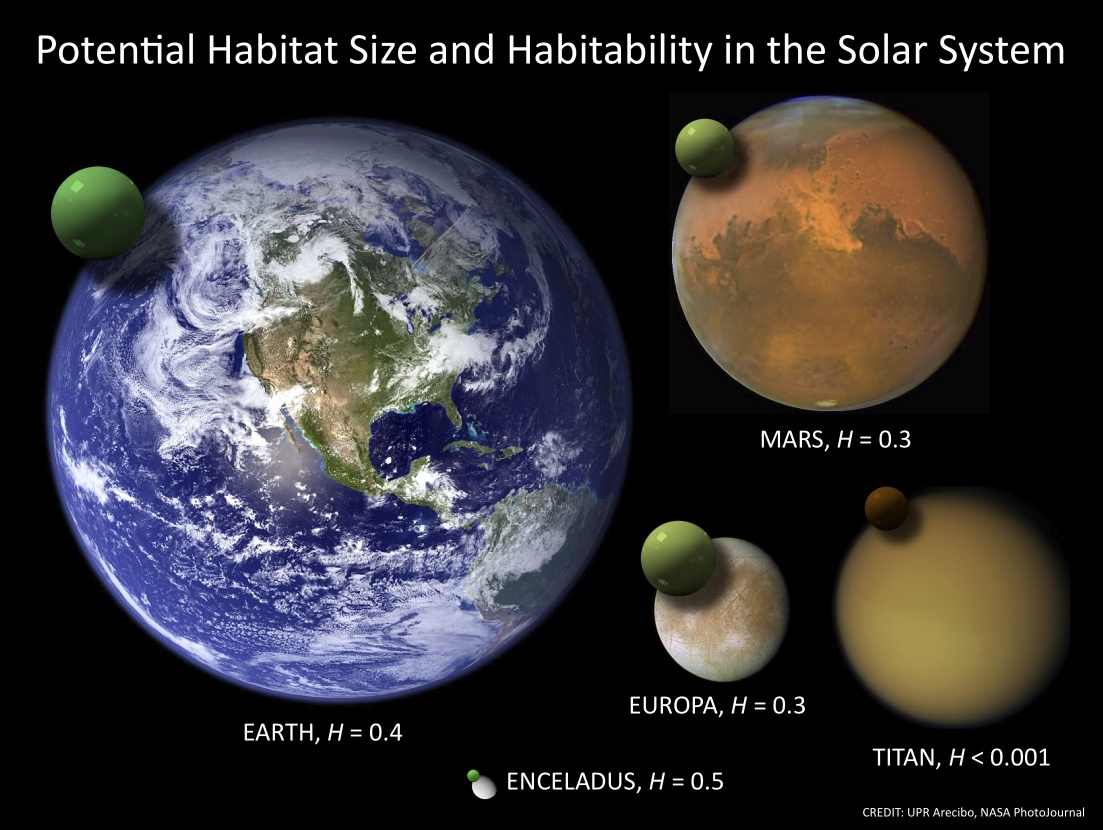 Potential Habitat Size and Habitability in the Solar System
MARS, H = 0.3
EUROPA, H = 0.3
EARTH, H = 0.4
TITAN, H < 0.001
ENCELADUS, H = 0.5
CREDIT: UPR Arecibo, NASA PhotoJournal